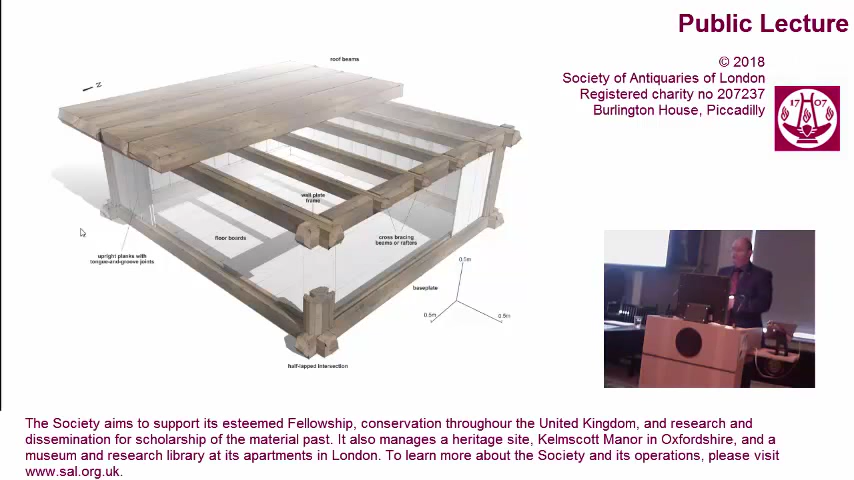 Public Lecture
© 2018
Society of Antiquaries of London
Registered charity no 207237
Burlington House, Piccadilly
17 07
roof beams
N
wall plate
frame
floor boards
cross bracing
beams or rafters
upright planks with
tongue-and-groove joints
0.5m
baseplate
0.5m
0.5m
half-lapped intersection
The Society aims to support its esteemed Fellowship, conservation throughour the United Kingdom, and research and
dissemination for scholarship of the material past. It also manages a heritage site, Kelmscott Manor in Oxfordshire, and a
museum and research library at its apartments in London. To learn more about the Society and its operations, please visit
www.sal.org.uk.